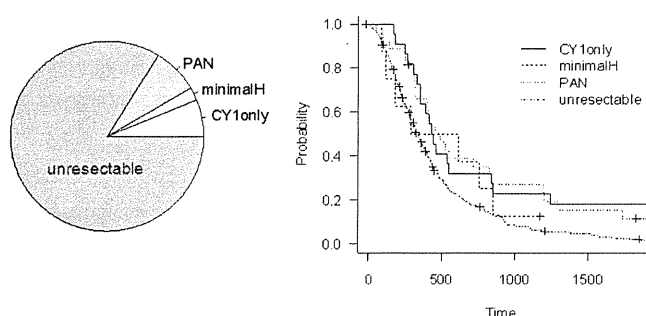 PAN
minimalH
CY1only
unresectable
Probability
1.0
0.8
0.6
0.4
0.2
0.0
CY1only
minimalH
PAN
unresectable
0
500
1000
1500
Time